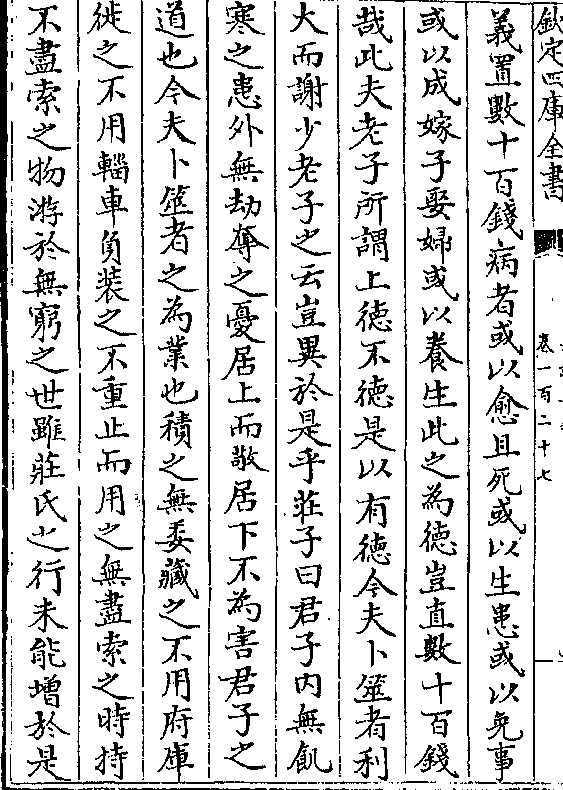 欽定四庫全書
卷一百二十七
義置數十百錢病者或以愈且死或以生患或以免事
或以成嫁子娶婦或以養生此之為德豈直數十百錢
哉此夫老子所謂上徳不徳是以有徳今夫卜筮者利
大而謝少老子之云豈異於是乎莊子曰君子内無飢
寒之患外無劫奪之憂居上而敬居下不為害君子之
道也今夫卜筮者之為業也積之無委藏之不用府庫
徙之不用輜車負裝之不重止而用之無盡索之時持
不盡索之物游於無窮之世雖莊氏之行未能增於是